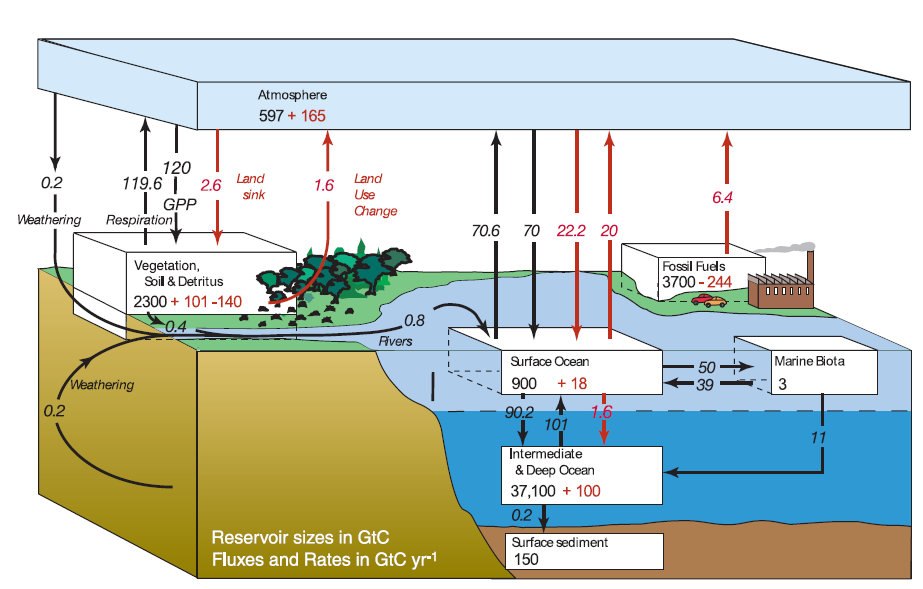 Atmosphere
597 + 165
0.2
Weathering
119.6
Respiration
120
GPP
2.6
Land
sink
1.6
Land
Use
Change
70.6
70
22.2
20
6.4
Vegetation,
Soil & Detritus
2300 + 101 -140
Fossil Fuels
3700 - 244
0.4
0.8
Rivers
Surface Ocean
900 + 18
50
39
Marine Biota
3
Weathering
0.2
90.2
101
1.6
11
Intermediate
& Deep Ocean
37,100 + 100
0.2
Surface sediment
150
Reservoir sizes in GtC
Fluxes and Rates in GtC yr-1